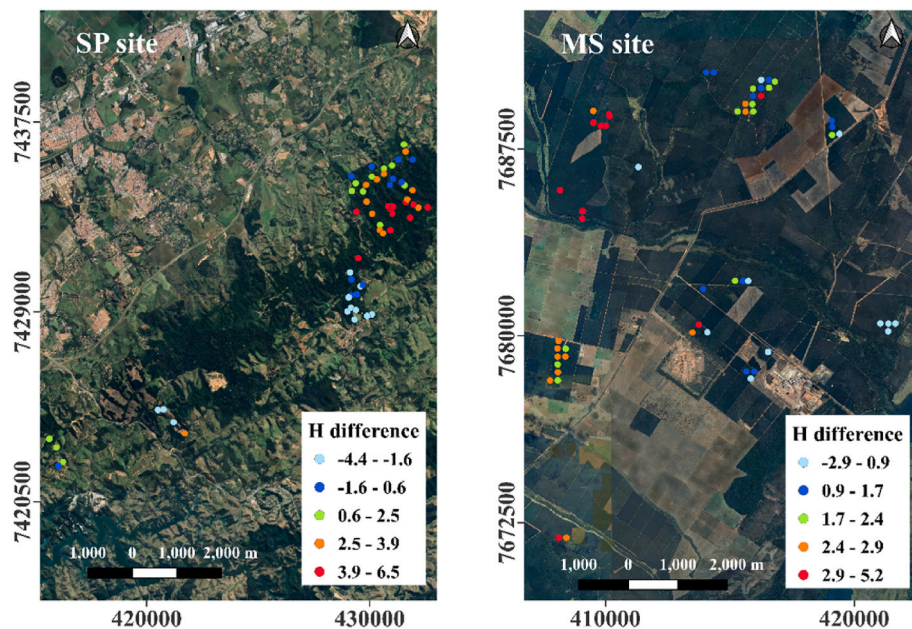 SP site
7437500
7429000
7420500
H difference
-4.4 - -1.6
-1.6 - 0.6
0.6 - 2.5
2.5 - 3.9
3.9 - 6.5
1,000 0 1,000 2,000 m
420000 430000
MS site
7687500
7680000
7672500
H difference
-2.9 - 0.9
0.9 - 1.7
1.7 - 2.4
2.4 - 2.9
2.9 - 5.2
1,000 0 1,000 2,000 m
410000 420000